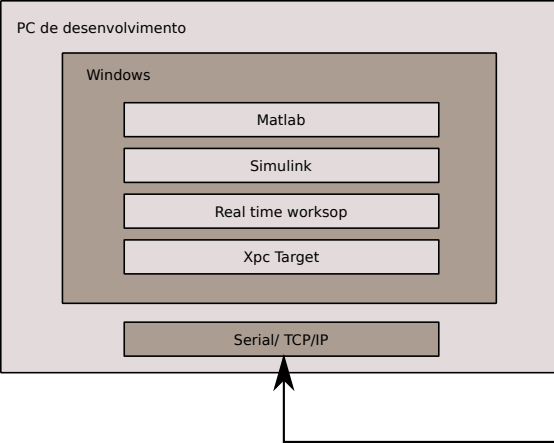 PC de desenvolvimento
Windows
Matlab
Simulink
Real time worksop
Xpc Target
Serial/ TCP/IP